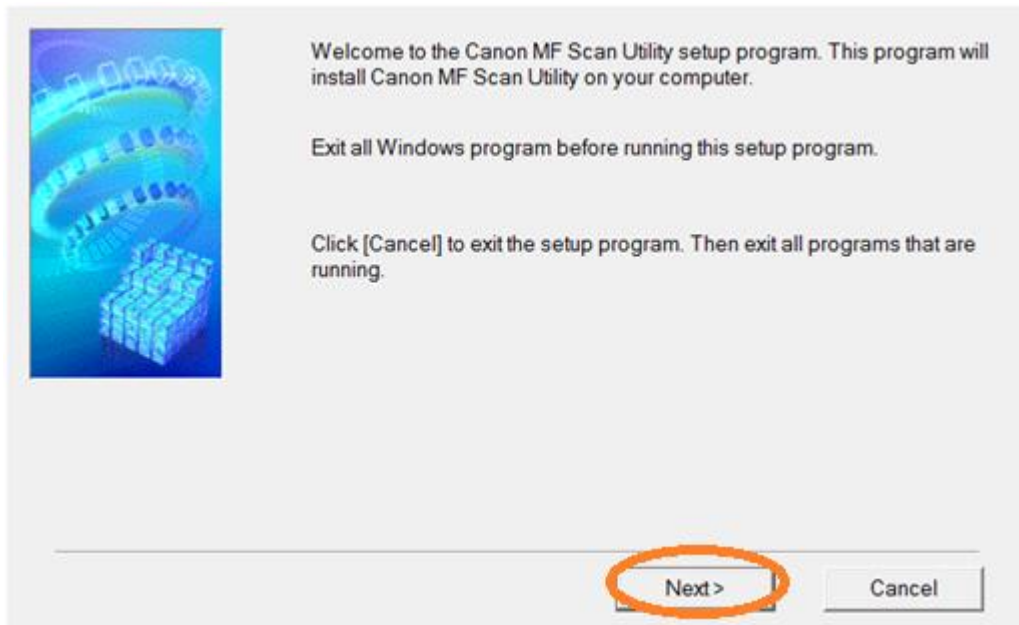 Welcome to the Canon MF Scan Utility setup program. This program will
install Canon MF Scan Utility on your computer.
Exit all Windows program before running this setup program.
Click [Cancel] to exit the setup program. Then exit all programs that are
running.
Next >
Cancel